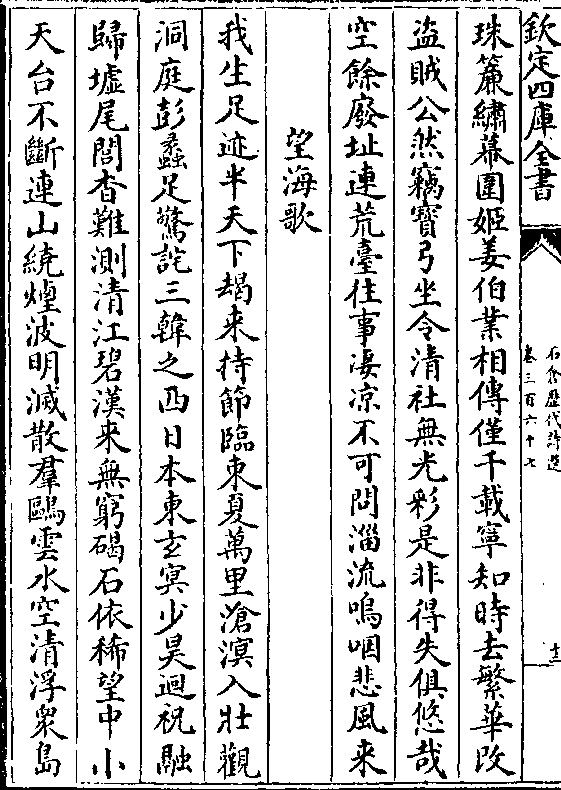 欽定四庫全書
石倉歷代詩選
卷三百六十七
十三
珠簾繡幕圍姬姜伯業相傳僅千載寧知時去繁華改
盜賊公然竊寶弓坐令清社無光彩是非得失俱悠哉
空餘廢址連荒臺往事凄凉不可問淄流嗚咽悲風来
望海歌
我生足迹半天下朅来持節臨東夏萬里滄溟入壯觀
洞庭彭蠡足驚詫三韓之西日本東玄冥少昊迴祝融
歸墟尾閭杳難測清江碧漢来無窮碣石依稀望中小
天台不斷連山繞煙波明滅散羣鷗雲水空清浮衆島